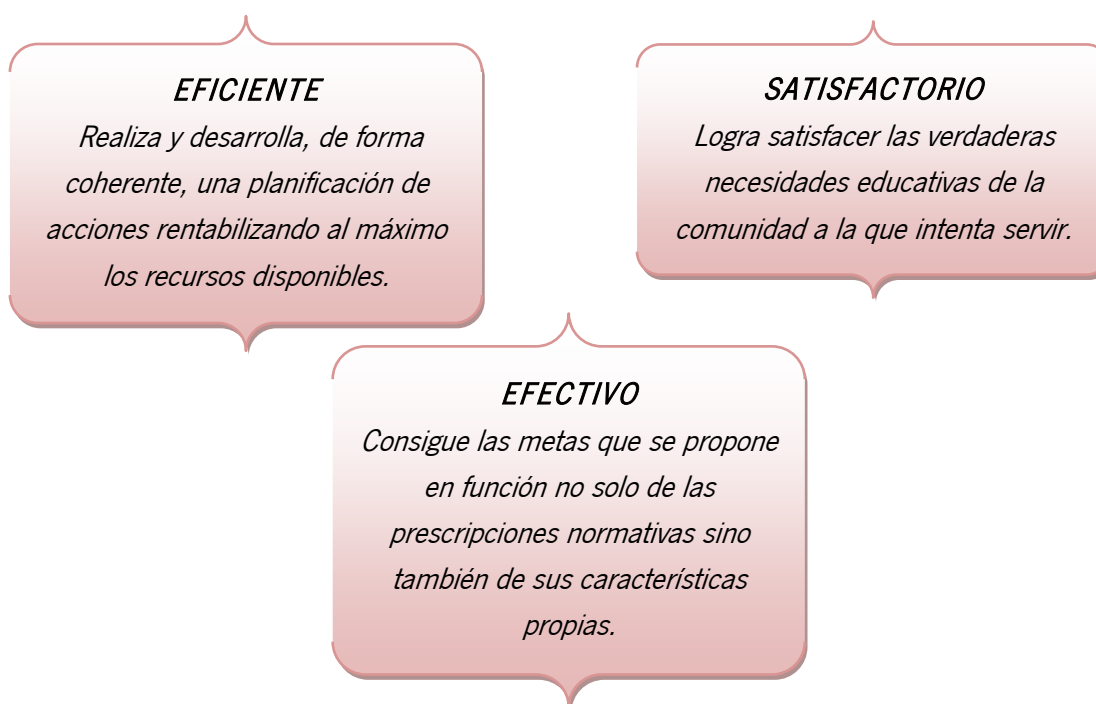 EFICIENTE
Realiza y desarrolla, de forma
coherente, una planificación de
acciones rentabilizando al máximo
los recursos disponibles.
SATISFACTORIO
Logra satisfacer las verdaderas
necesidades educativas de la
comunidad a la que intenta servir.
EFECTIVO
Consigue las metas que se propone
en función no solo de las
prescripciones normativas sino
también de sus características
propias.